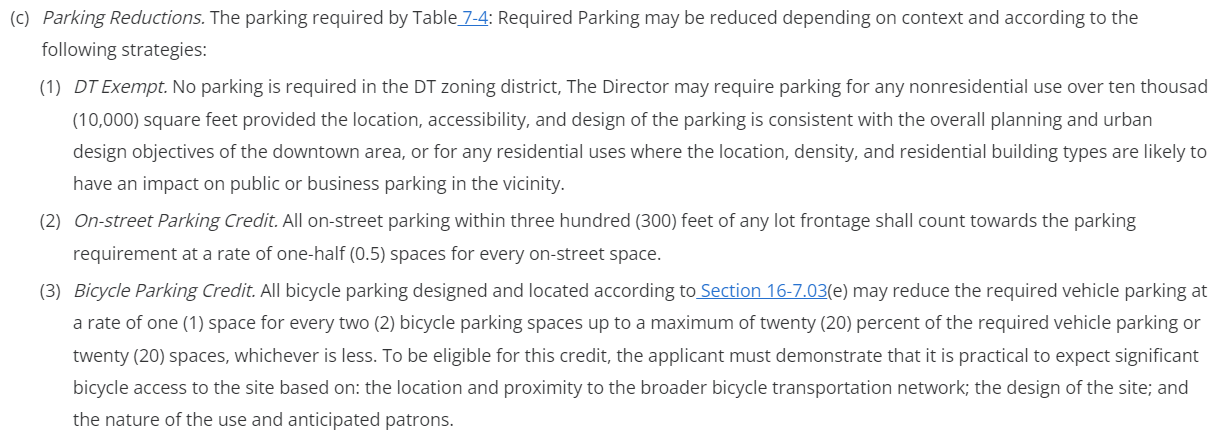 (c) Parking Reductions. The parking required by Table 7-4: Required Parking may be reduced depending on context and according to the
following strategies:
(1) DT Exempt. No parking is required in the DT zoning district, The Director may require parking for any nonresidential use over ten thousad
(10,000) square feet provided the location, accessibility, and design of the parking is consistent with the overall planning and urban
design objectives of the downtown area, or for any residential uses where the location, density, and residential building types are likely to
have an impact on public or business parking in the vicinity.
(2) On-street Parking Credit. All on-street parking within three hundred (300) feet of any lot frontage shall count towards the parking
requirement at a rate of one-half (0.5) spaces for every on-street space.
(3) Bicycle Parking Credit. All bicycle parking designed and located according to Section 16-7.03(e) may reduce the required vehicle parking at
a rate of one (1) space for every two (2) bicycle parking spaces up to a maximum of twenty (20) percent of the required vehicle parking or
twenty (20) spaces, whichever is less. To be eligible for this credit, the applicant must demonstrate that it is practical to expect significant
bicycle access to the site based on: the location and proximity to the broader bicycle transportation network; the design of the site; and
the nature of the use and anticipated patrons.